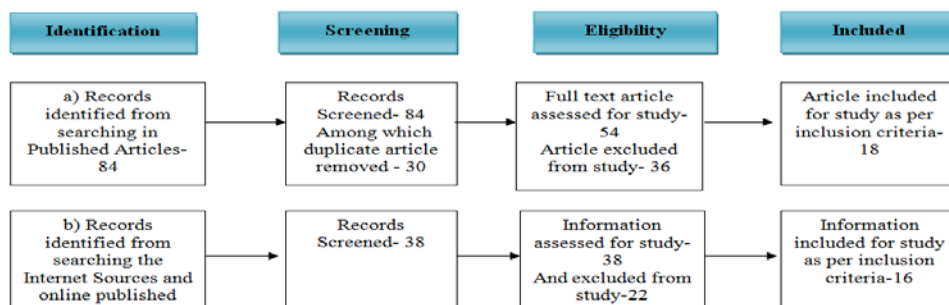 Identification
Screening
Eligibility
Included
a) Records
identified from
searching in
Published Articles-
84
Records
Screened- 84
Among which
duplicate article
removed - 30
Full text article
assessed for study-
54
Article excluded
from study- 36
Article included
for study as per
inclusion criteria-
18
b) Records
identified from
searching the
Internet Sources and
online published
Records
Screened- 38
Information
assessed for study-
38
And excluded from
study-22
Information
included for study
as per inclusion
criteria-16